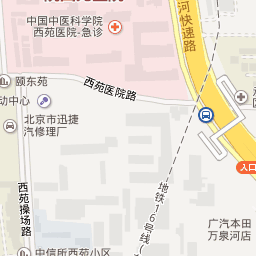 中国中医科学院
西苑医院-急诊
河快速路
颐东苑
西苑医院路
动中心
北京市迅捷
汽修理厂
入口
西苑操场路
地铁16号线(
广汽本田
万泉河店
中信所西苑小区